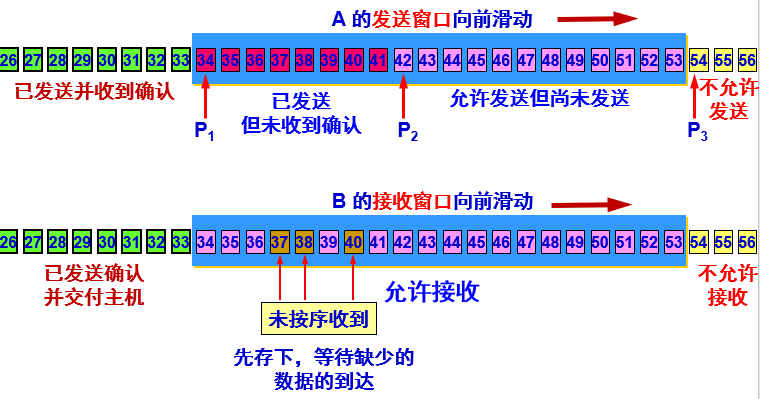 A 的发送窗口向前滑动
26 27 28 29 30 31 32 33 34 35 36 37 38 39 40 41 42 43 44 45 46 47 48 49 50 51 52 53 54 55 56
已发送并收到确认
已发送
但未收到确认
允许发送但尚未发送
不允许
发送
P1
P2
P3
B 的接收窗口向前滑动
26 27 28 29 30 31 32 33 34 35 36 37 38 39 40 41 42 43 44 45 46 47 48 49 50 51 52 53 54 55 56
已发送确认
并交付主机
允许接收
不允许
接收
未按序收到
先存下，等待缺少的
数据的到达